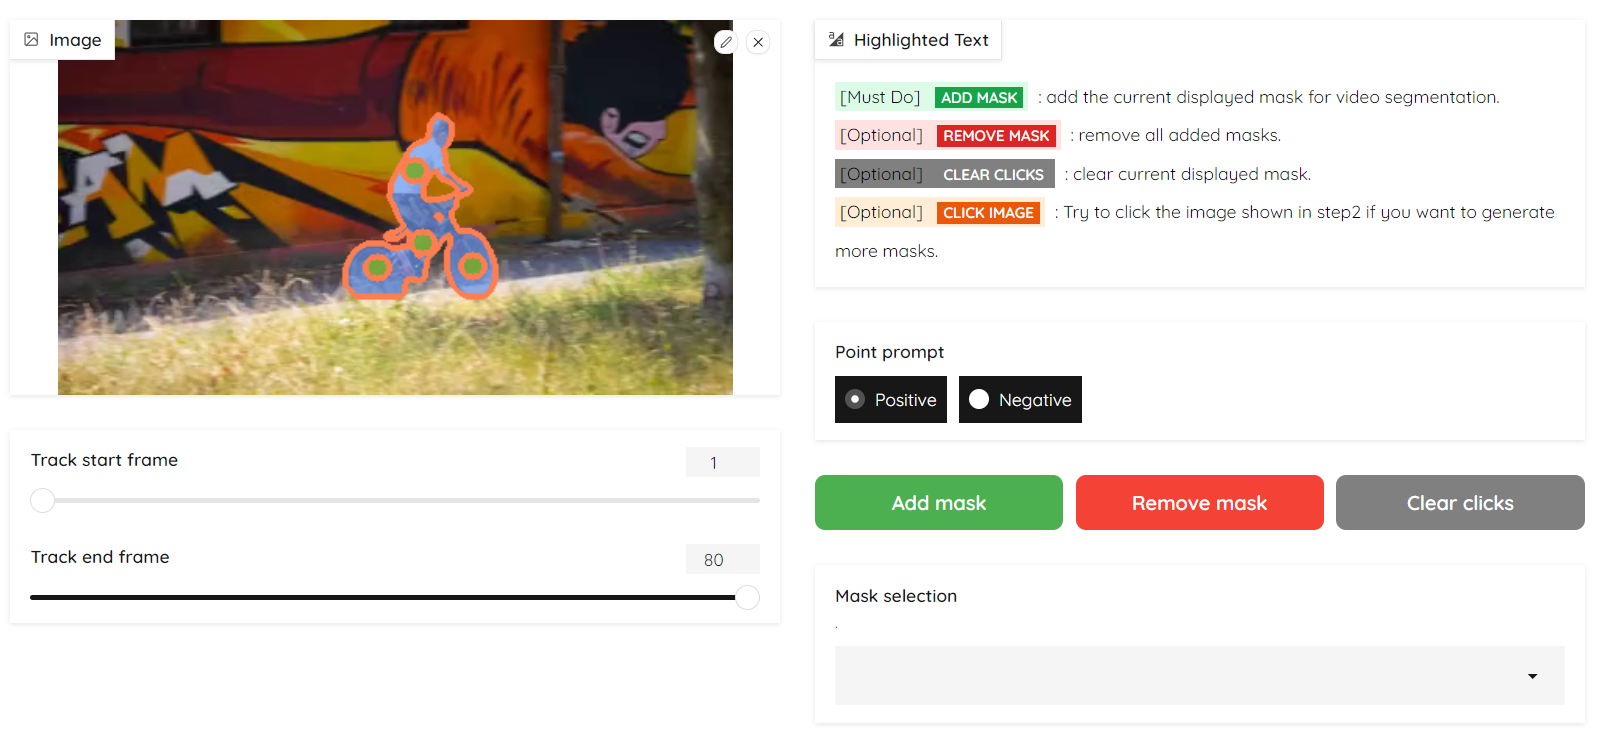 Image
Highlighted Text
[Must Do] ADD MASK : add the current displayed mask for video segmentation.
[Optional] REMOVE MASK : remove all added masks.
[Optional] CLEAR CLICKS : clear current displayed mask.
[Optional] CLICK IMAGE : Try to click the image shown in step2 if you want to generate
more masks.
Point prompt
Positive Negative
Track start frame 1
Track end frame 80
Add mask Remove mask Clear clicks
Mask selection
.